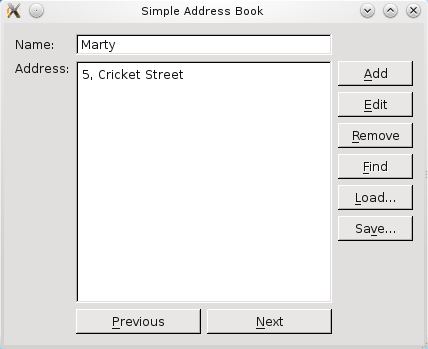 Simple Address Book
Name: Marty
Address: 5, Cricket Street
Add
Edit
Remove
Find
Load...
Save...
Previous Next